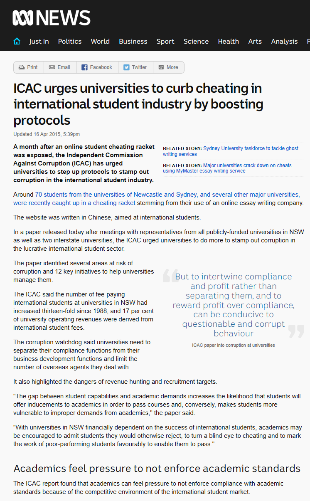 ABC NEWS
Just In Politics World Business Sport Science Health Arts Analysis F
Print Email Facebook Twitter More
ICAC urges universities to curb cheating in
international student industry by boosting
protocols
Updated 16 Apr 2015, 5:39pm
A month after an online student cheating racket
was exposed, the Independent Commission
Against Corruption (ICAC) has urged
universities to step up protocols to stamp out
corruption in the international student industry.
RELATED STORY: Sydney University taskforce to tackle ghost
writing services
RELATED STORY: Major universities crack down on cheats
using MyMaster essay writing service
Around 70 students from the universities of Newcastle and Sydney, and several other major universities,
were recently caught up in a cheating racket stemming from their use of an online essay writing company.
The website was written in Chinese, aimed at international students.
In a paper released today after meetings with representatives from all publicly-funded universities in NSW
as well as two interstate universities, the ICAC urged universities to do more to stamp out corruption in
the lucrative international student sector.
The paper identified several areas at risk of
corruption and 12 key initiatives to help universities
manage them.
The ICAC said the number of fee paying
international students at universities in NSW had
increased thirteen-fold since 1988, and 17 per cent
of university operating revenues were derived from
international student fees.
The corruption watchdog said universities need to
separate their compliance functions from their
business development functions and limit the
number of overseas agents they deal with.
“ But to intertwine compliance
and profit rather than
separating them, and to
reward profit over compliance,
can be conducive to
questionable and corrupt
behaviour. ”
ICAC paper into corruption at universities
It also highlighted the dangers of revenue hunting and recruitment targets.
"The gap between student capabilities and academic demands increases the likelihood that students will
offer inducements to academics in order to pass courses and, conversely, makes students more
vulnerable to improper demands from academics," the paper said.
"With universities in NSW financially dependent on the success of international students, academics may
be encouraged to admit students they would otherwise reject, to turn a blind eye to cheating and to mark
the work of poor-performing students favourably to enable them to pass."
Academics feel pressure to not enforce academic standards
The ICAC report found that academics can feel pressure to not enforce compliance with academic
standards because of the competitive environment of the international student market.